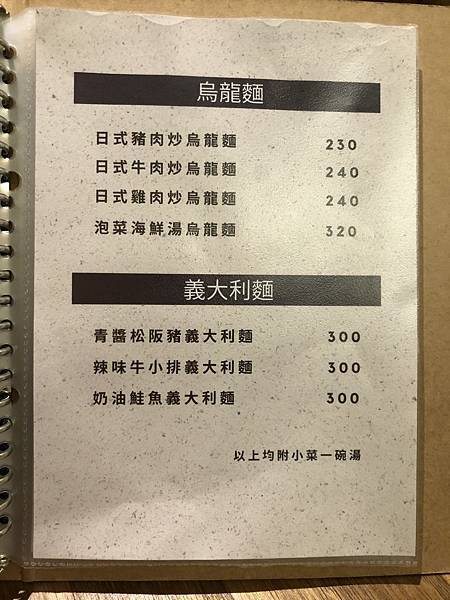 烏龍麵
日式豬肉炒烏龍麵 230
日式牛肉炒烏龍麵 240
日式雞肉炒烏龍麵 240
泡菜海鮮湯烏龍麵 320
義大利麵
青醬松阪豬義大利麵 300
辣味牛小排義大利麵 300
奶油鮭魚義大利麵 300
以上均附小菜一碗湯